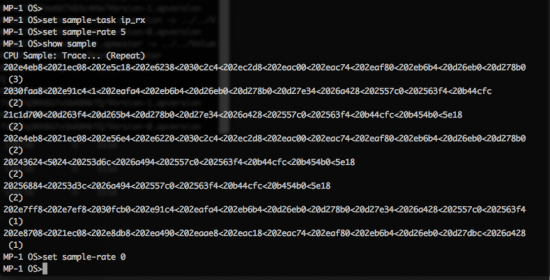 MP-1 OS>
MP-1 OS>set sample-task ip_rx
MP-1 OS>set sample-rate 5
MP-1 OS>show sample
CPU Sample: Trace... (Repeat)
202e4eb8<2021ec08<202e5c18<202e6238<2030c2c4<202ec2d8<202eac00<202eac74<202eaf80<202eb6b4<20d26eb0<20d278b0
(3)
2030faa8<202e91c4<1<202eafa4<202eb6b4<20d26eb0<20d278b0<20d27e34<2026a428<202557c0<202563f4<20b44cfc
(2)
21c1d700<20d263f4<20d265b4<20d278b0<20d27e34<2026a428<202557c0<202563f4<20b44cfc<20b454b0<5e18
(2)
202e4eb8<2021ec08<202e56e4<202e6220<2030c2c4<202ec2d8<202eac00<202eac74<202eaf80<202eb6b4<20d26eb0<20d278b0
(2)
20243624<5024<20253d6c<2026a494<202557c0<202563f4<20b44cfc<20b454b0<5e18
(2)
20256884<20253d3c<2026a494<202557c0<202563f4<20b44cfc<20b454b0<5e18
(2)
202e7ff8<202e7ef8<2030fcb0<202e91c4<202eafa4<202eb6b4<20d26eb0<20d278b0<20d27e34<2026a428<202557c0<202563f4
(1)
202e8708<2021ec08<202e8db8<202ea490<202eaae8<202eac18<202eac74<202eaf80<202eb6b4<20d26eb0<20d27dbc<2026a428
(1)
MP-1 OS>set sample-rate 0
MP-1 OS>